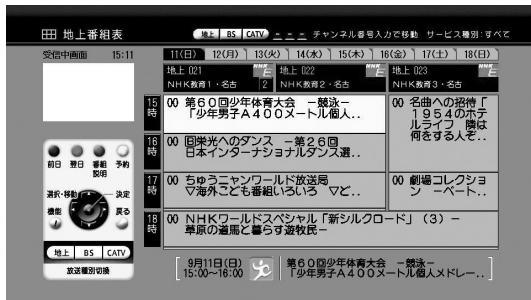 地上番組表
地上 BS CATV _ _ _ チャンネル番号入力で移動 サービス種別:すべて
受信中画面 15:11
11(日) 12(月) 13(火) 14(水) 15(木) 16(金) 17(土) 18(日)
地上 021 NHK E 地上 022 NHK E 地上 023
NHK教育1・名古 2 NHK教育2・名古 NHK教育3・名古
15時 00 第60回少年体育大会 -競泳-
「少年男子A400メートル個人..
00 名曲への招待「
1954のホテ
ルライフ 隣は
何をする人ぞ..
16時 00 回栄光へのダンス -第26回
日本インターナショナルダンス選..
17時 00 ちゅうニャンワールド放送局
▽海外こども番組いろいろ ▽ど..
00 劇場コレクショ
ン -ペート..
18時 00 NHKワールドスペシャル「新シルクロード」(3) -
草原の道馬と暮らす遊牧民-
前日 翌日 番組説明 予約
選択・移動 決定
機能 戻る
地上 BS CATV
放送種別切換
9月11日(日) 第60回少年体育大会 -競泳-
15:00~16:00 「少年男子A400メートル個人メドレー..